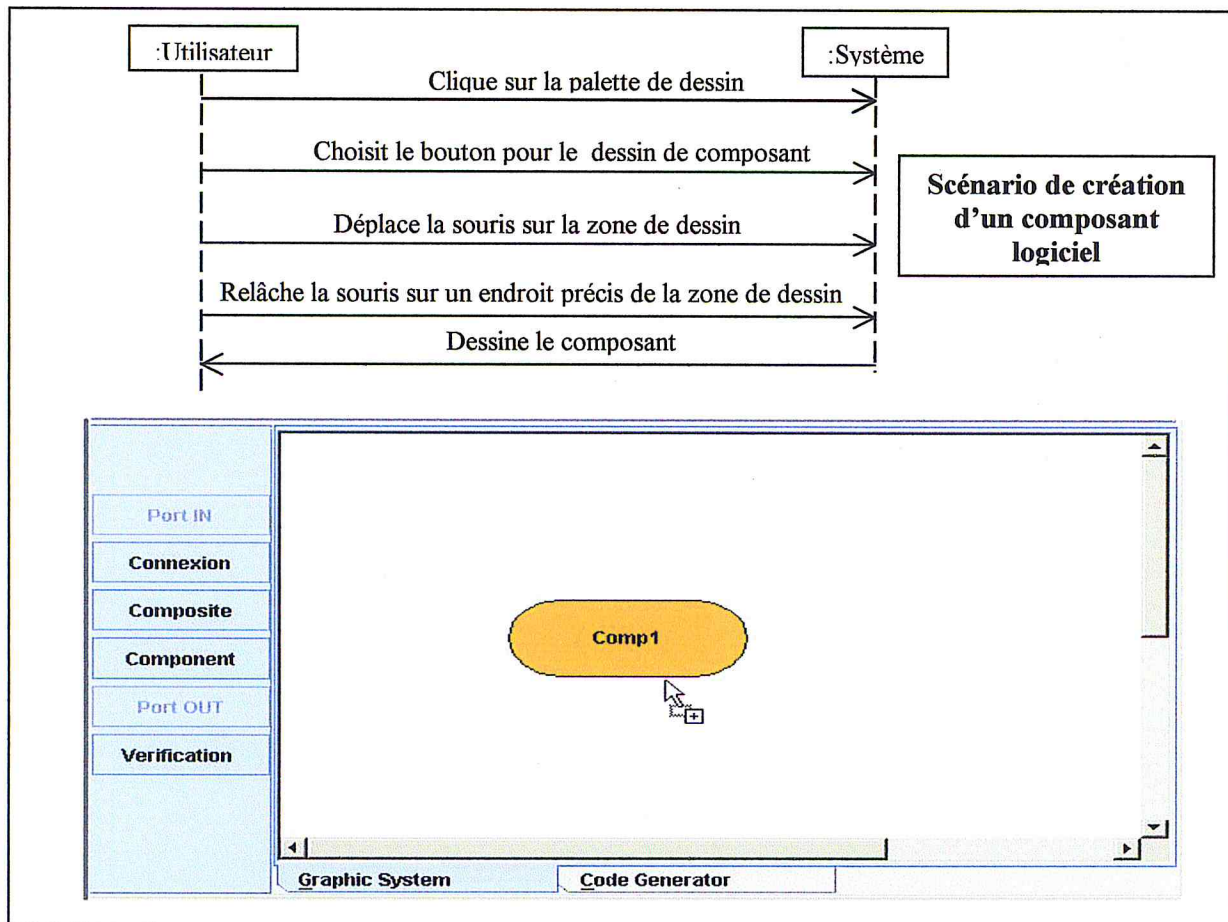 :Utilisateur
:Système
Clique sur la palette de dessin
Choisit le bouton pour le dessin de composant
Scénario de création
d'un composant
logiciel
Déplace la souris sur la zone de dessin
Relâche la souris sur un endroit précis de la zone de dessin
Dessine le composant
Port IN
Connexion
Composite
Component
Port OUT
Verification
Comp1
Graphic System
Code Generator